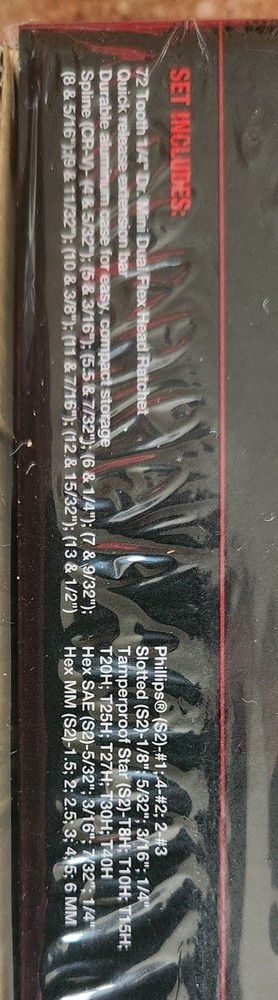 SET INCLUDES:
72 Tooth 1/4" Dr. Mini Dual Flex Head Ratchet
Quick release extension bar
Durable aluminum case for easy, compact storage
Spline (CR-V)- (4 & 5/32"); (5 & 3/16"); (5.5 & 7/32"); (6 & 1/4"); (7 & 9/32");
(8 & 5/16");(9 & 11/32"); (10 & 3/8"); (11 & 7/16"); (12 & 15/32"); (13 & 1/2")
Phillips® (S2)-#1; 4-#2; 2-#3
Slotted (S2)-1/8"; 5/32"; 3/16"; 1/4"
Tamperproof Star (S2)-T8H; T10H; T15H;
T20H; T25H; T27H; T30H; T40H
Hex SAE (S2)-5/32"; 3/16"; 7/32"; 1/4"
Hex MM (S2)-1.5; 2; 2.5; 3; 4; 5; 6 MM